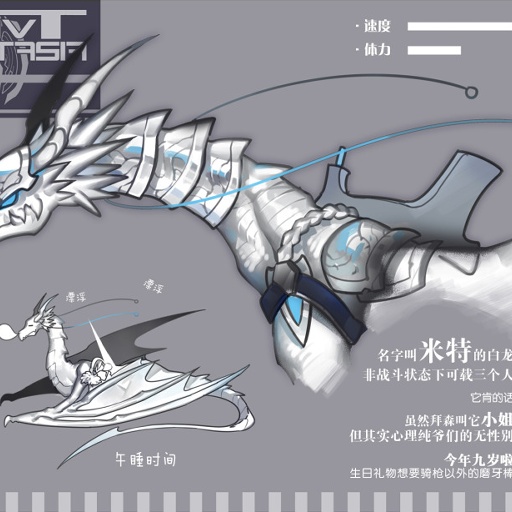 VT
TASIA
·速度
·体力
漂浮
漂浮
名字叫米特的白龙
非战斗状态下可载三个人
它肯的话
虽然拜森叫它小姐
但其实心理纯爷们的无性别
午睡时间
今年九岁啦
生日礼物想要骑枪以外的磨牙棒